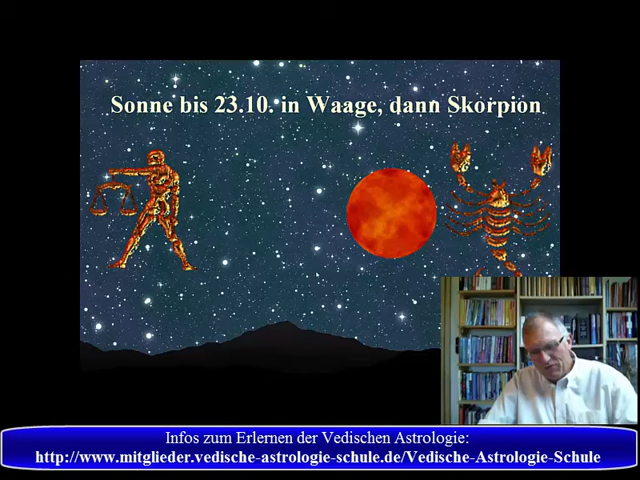 Sonne bis 23.10. in Waage, dann Skorpion
Infos zum Erlernen der Vedischen Astrologie:
http://www.mitglieder.vedische-astrologie-schule.de/Vedische-Astrologie-Schule